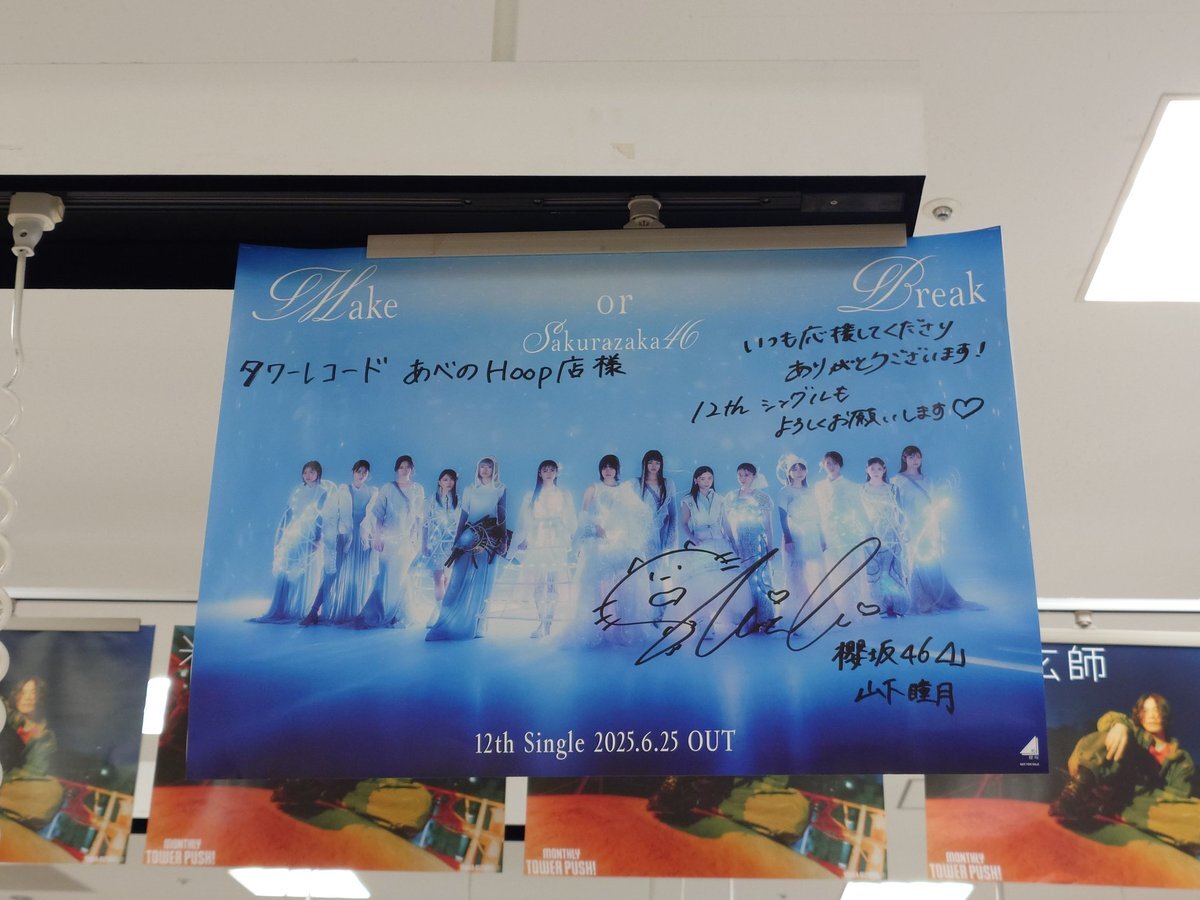 Make or Break
Sakurazaka46
タワーレコード あべのHoop店様
いつも応援してくださり
ありがとうございます!
12th シングルも
よろしくお願いします♡
櫻坂46
山下瞳月
12th Single 2025.6.25 OUT
師
MONTHLY
TOWER PUSH!
MONTHLY
TOWER PUSH!
MONTHLY
TOWER PUSH!